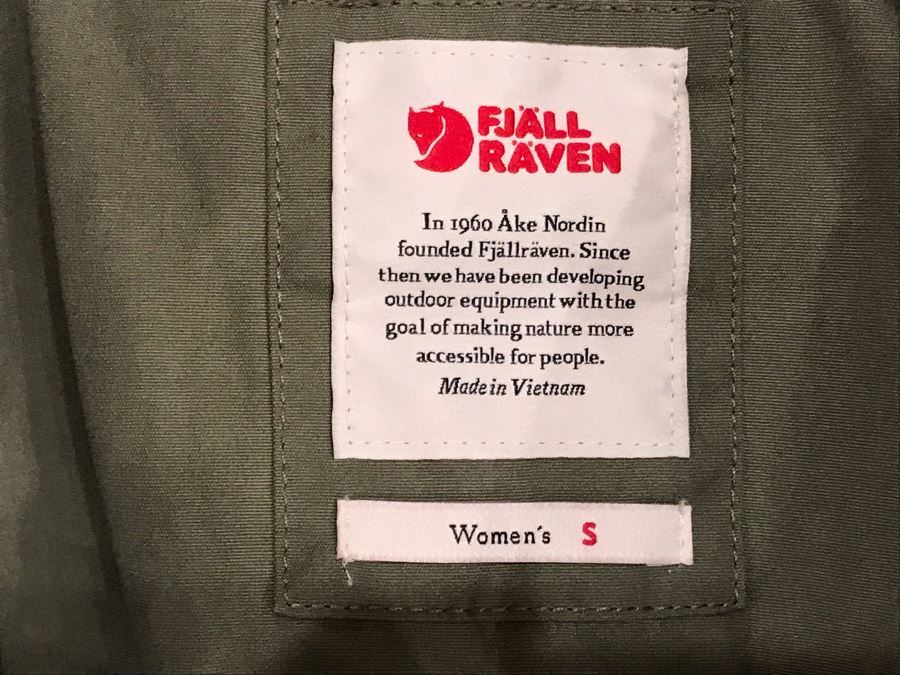 FJÄLL
RÄVEN
In 1960 Åke Nordin
founded Fjällräven. Since
then we have been developing
outdoor equipment with the
goal of making nature more
accessible for people.
Made in Vietnam
Women's S